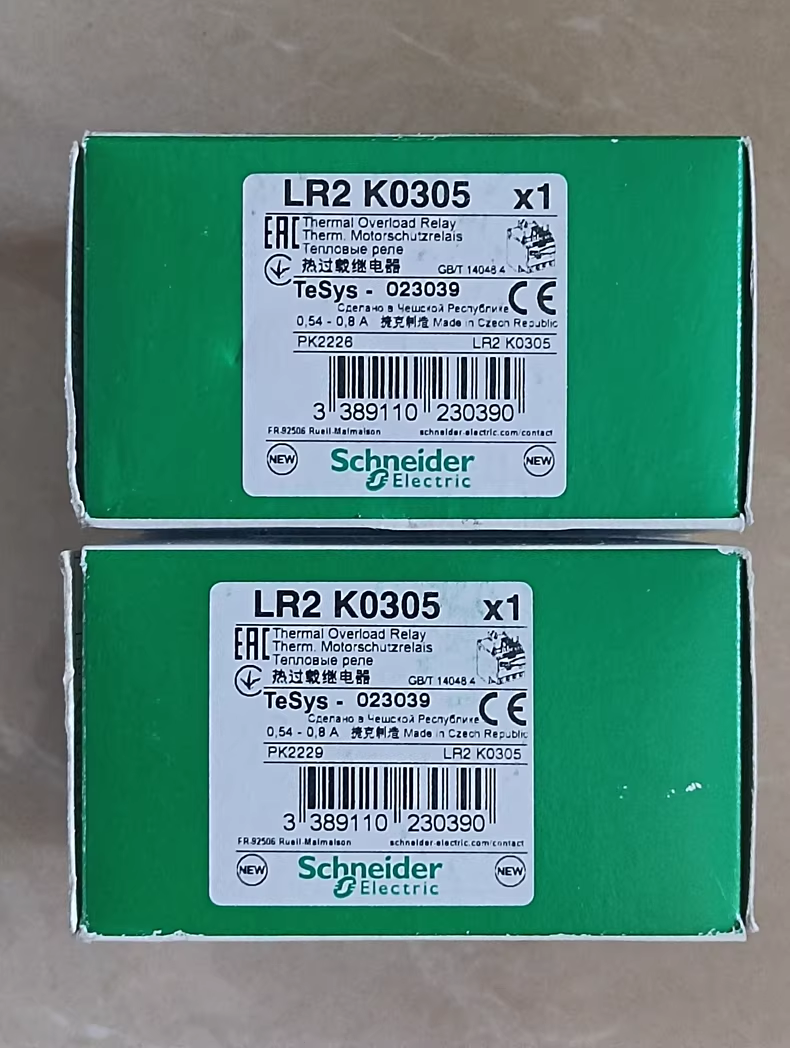 LR2 K0305 x1
EAC Thermal Overload Relay
Therm. Motorschutzrelais
Тепловые реле
热过载继电器 GB/T 14048.4
TeSys - 023039 CE
Сделано в Чешской Республике
0,54 - 0,8 A 捷克制造 Made in Czech Republic
PK2226 LR2 K0305
3 389110 230390
FR-92506 Rueil-Malmaison schneider-electric.com/contact
NEW Schneider Electric NEW
LR2 K0305 x1
EAC Thermal Overload Relay
Therm. Motorschutzrelais
Тепловые реле
热过载继电器 GB/T 14048.4
TeSys - 023039 CE
Сделано в Чешской Республике
0,54 - 0,8 A 捷克制造 Made in Czech Republic
PK2229 LR2 K0305
3 389110 230390
FR-92506 Rueil-Malmaison schneider-electric.com/contact
NEW Schneider Electric NEW